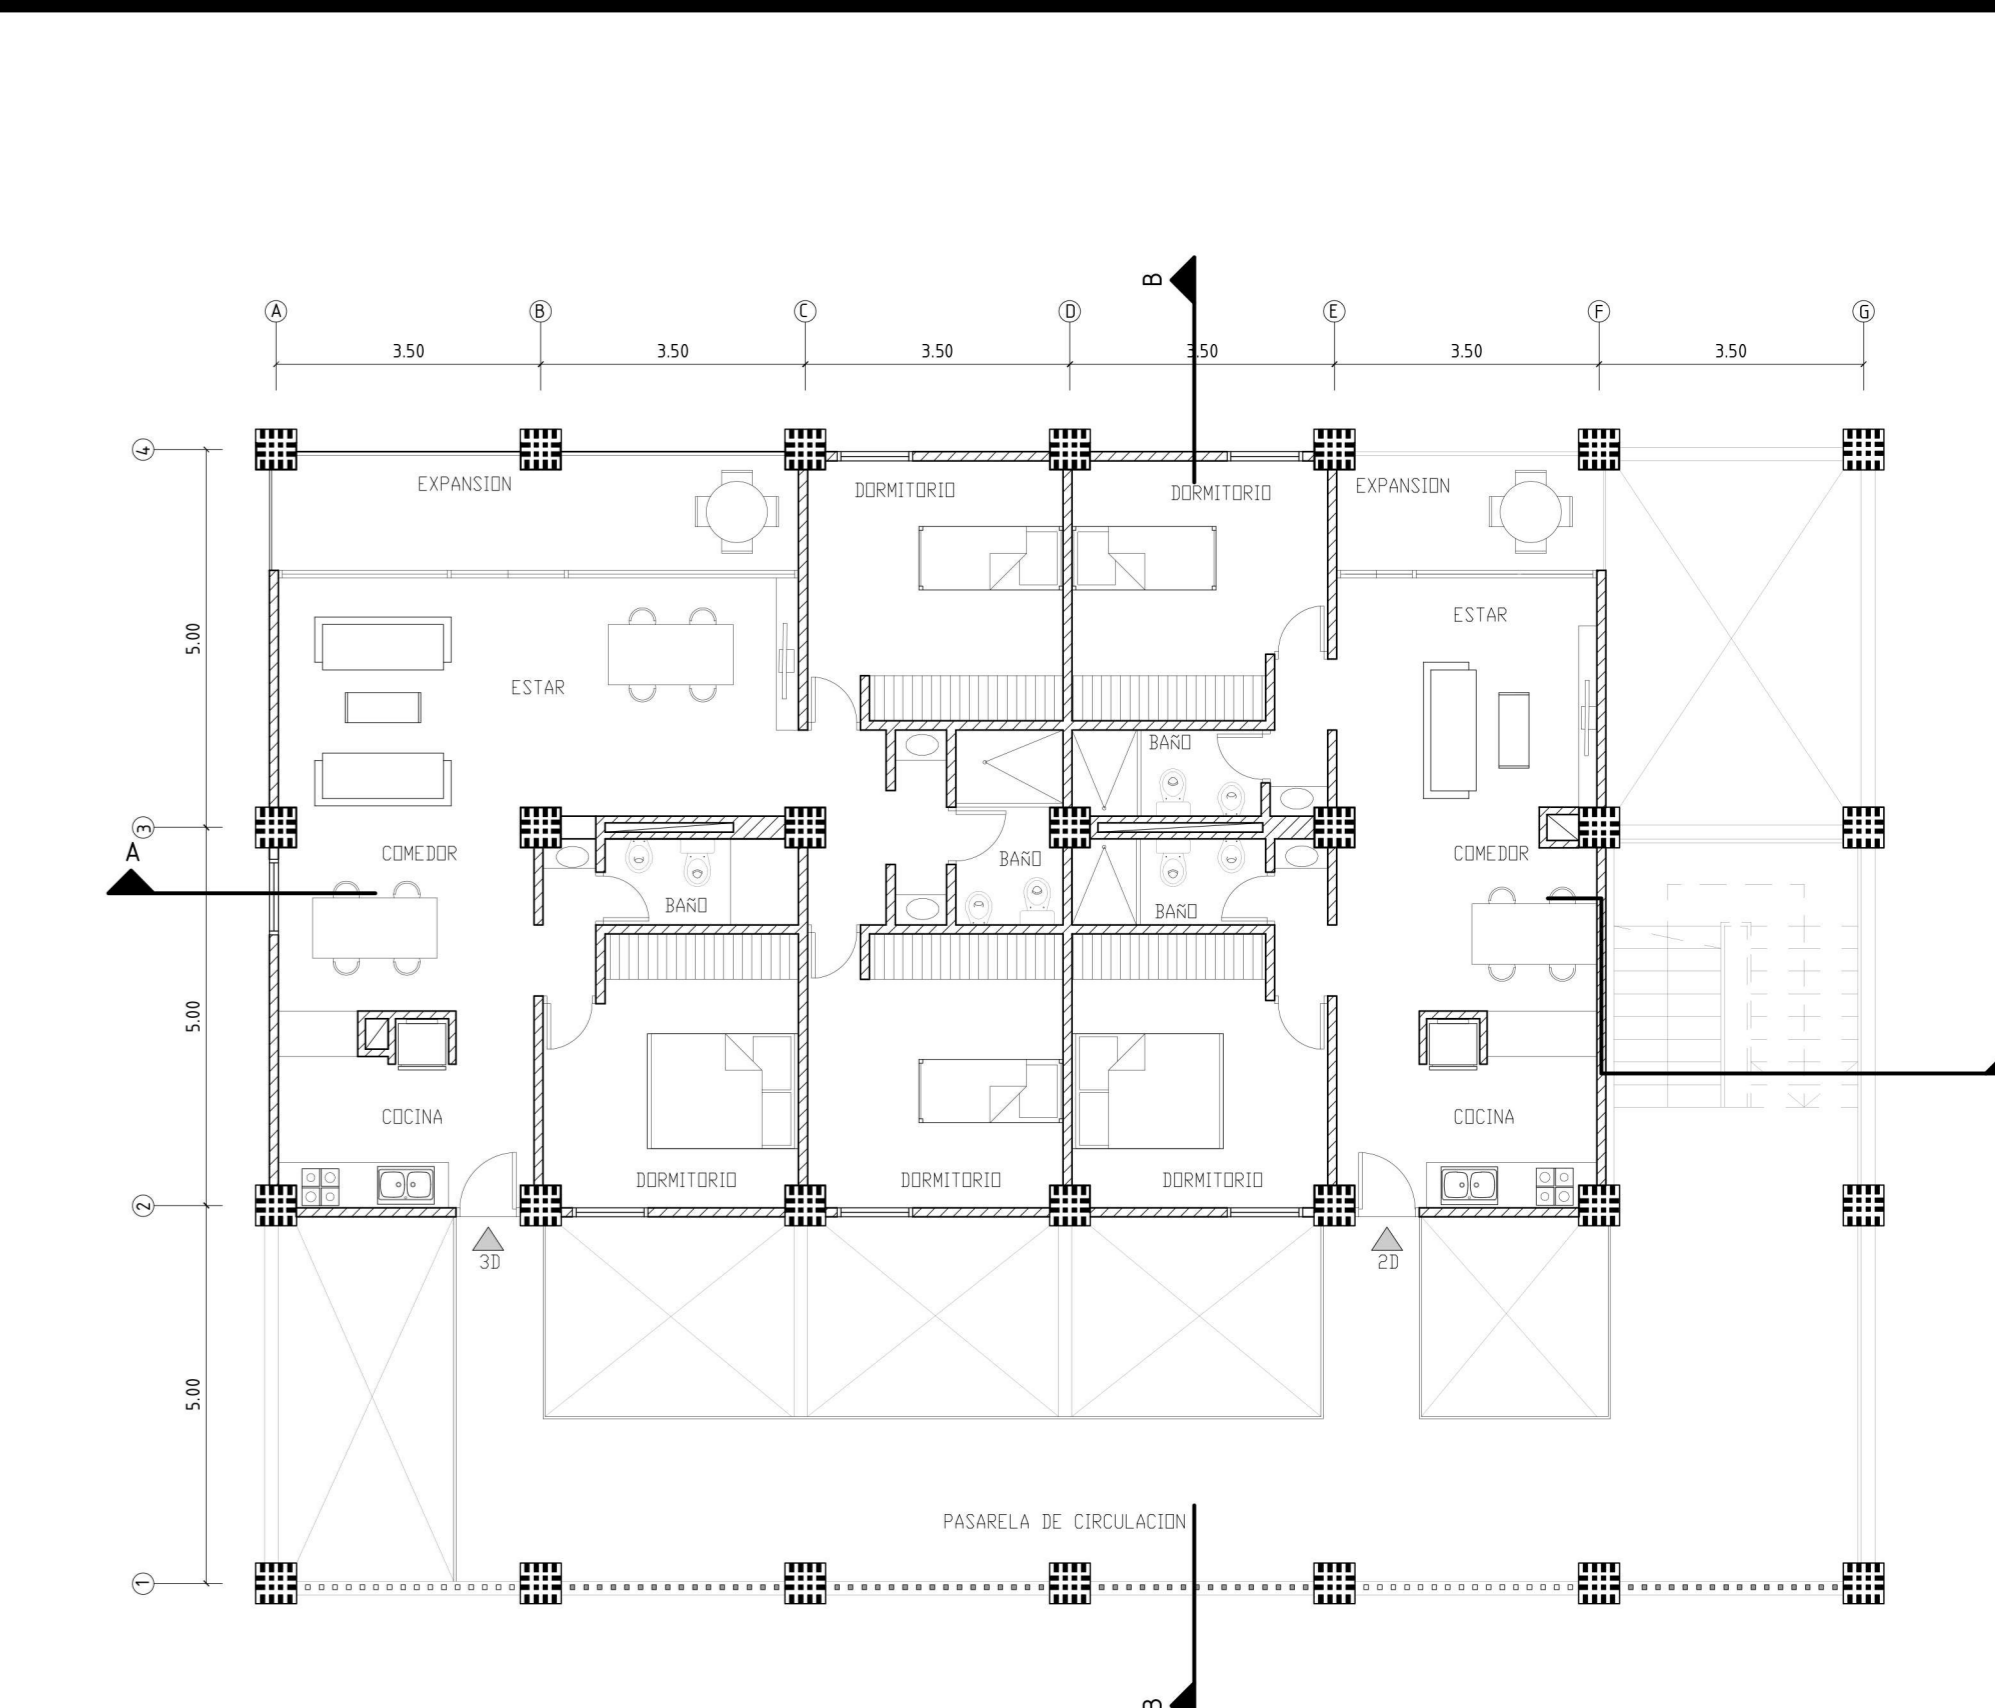 B
A B C D E F G
3.50 3.50 3.50 3.50 3.50 3.50
4
EXPANSION DORMITORIO DORMITORIO EXPANSION
5.00
ESTAR
ESTAR
BAÑO
3
A
COMEDOR BAÑO COMEDOR
BAÑO BAÑO
5.00
COCINA COCINA
DORMITORIO DORMITORIO DORMITORIO
2
3D 2D
5.00
PASARELA DE CIRCULACION
1
B